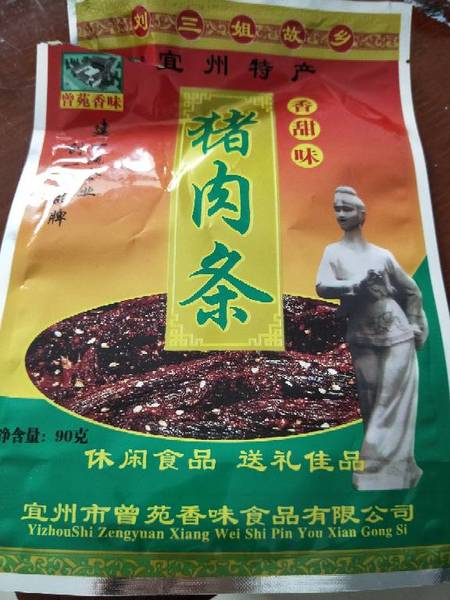 刘三姐故乡
宜州特产
曾苑香味
香甜味
猪肉条
净含量：90克
休闲食品 送礼佳品
宜州市曾苑香味食品有限公司
YizhouShi Zengyuan Xiang Wei Shi Pin You Xian Gong Si